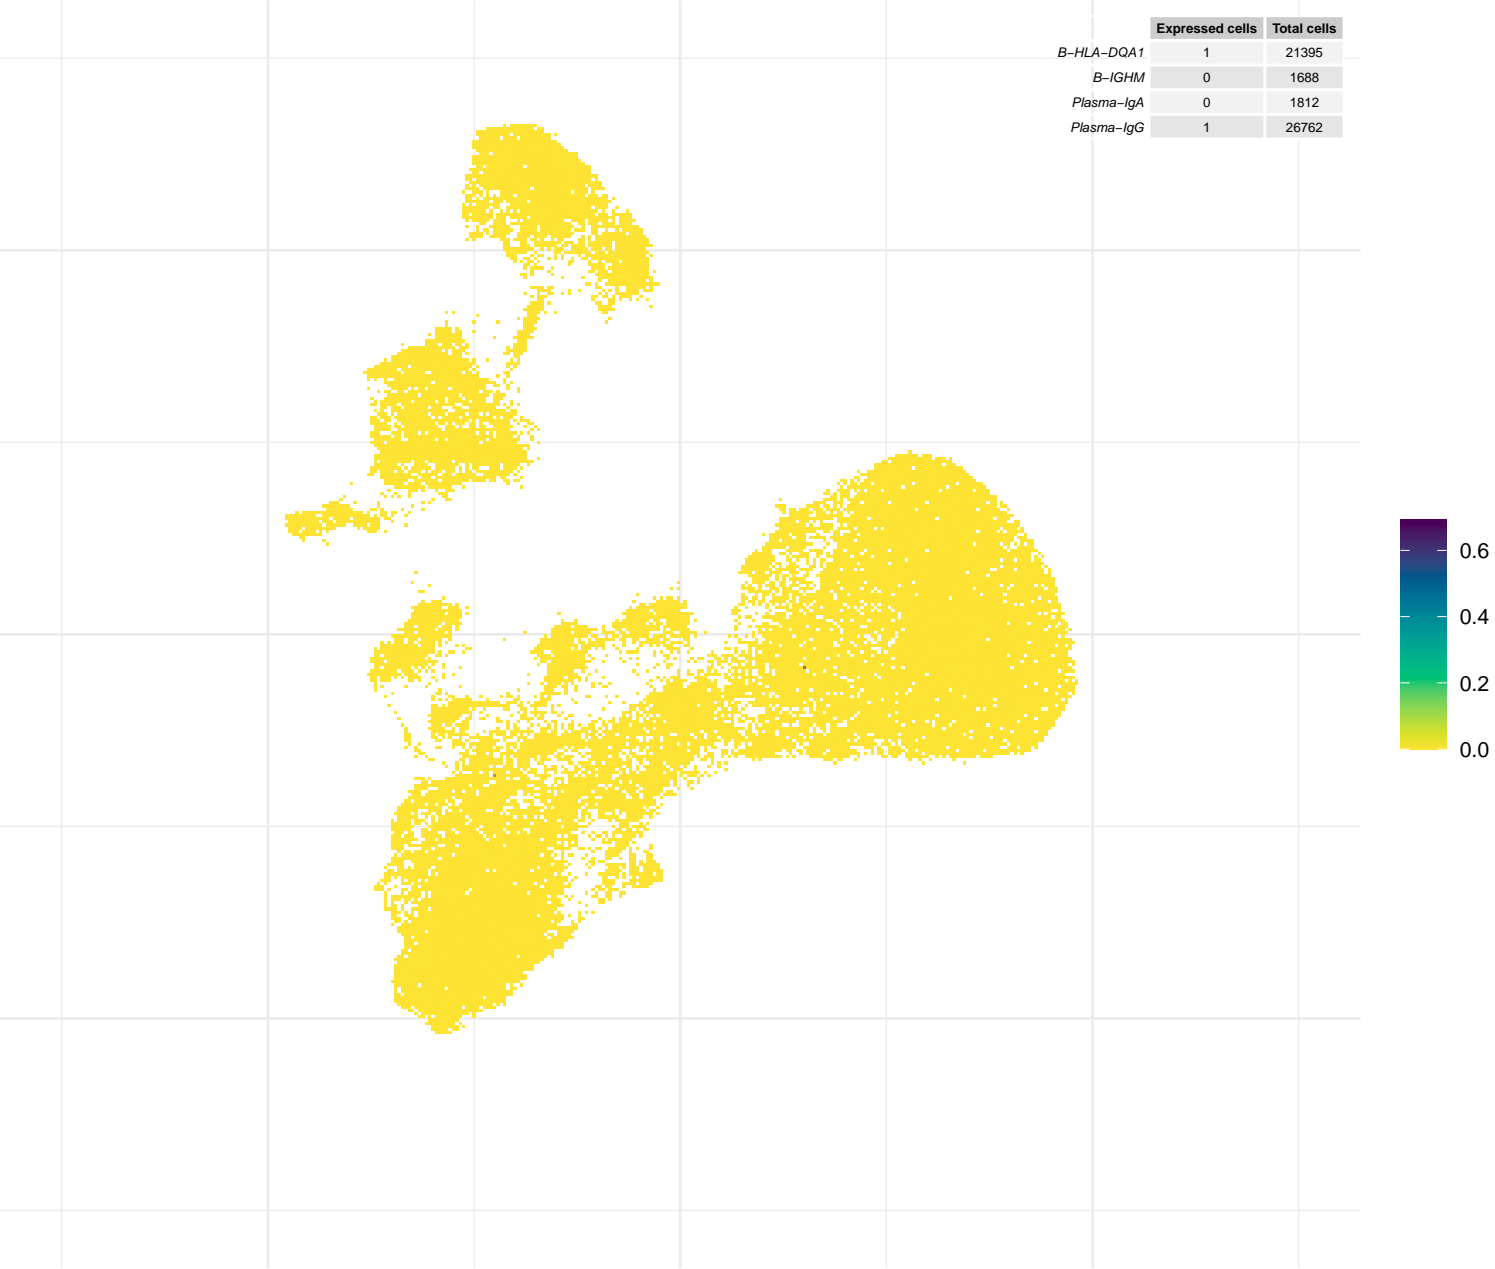 Expressed cells Total cells
B−HLA−DQA1 1 21395
B−IGHM 0 1688
Plasma−IgA 0 1812
Plasma−IgG 1 26762
0.6
0.4
0.2
0.0